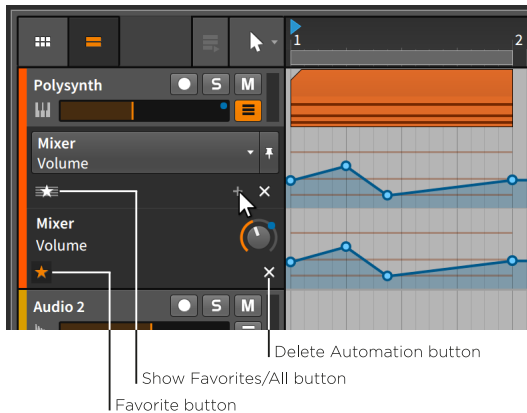 1
2
Polysynth
S
M
Mixer
Volume
Mixer
Volume
Audio 2
S
M
Delete Automation button
Show Favorites/All button
Favorite button